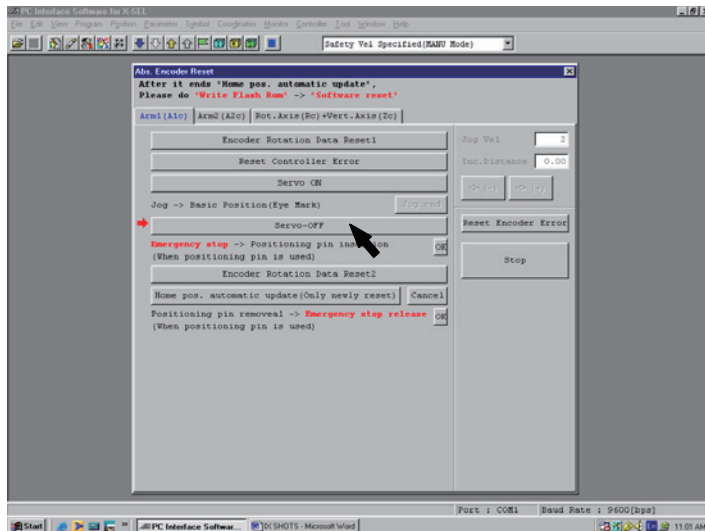 PC Interface Software for X-SEL
File Edit View Program Position Parameter Symbol Coordinates Monitor Controller Tool Window Help
Safety Vel Specified(MANU Mode)
Abs. Encoder Reset
After it ends "Home pos. automatic update",
Please do "Write Flash Rom" -> "Software reset"
Arm1(A1c) Arm2(A2c) Rot.Axis(Rc)+Vert.Axis(Zc)
Encoder Rotation Data Reset1
Jog Vel 2
Reset Controller Error
Inc.Distance 0.00
Servo ON
<-(-) ->(+)
Jog -> Basic Position(Eye Mark) Jog end
Servo-OFF
Reset Encoder Error
Emergency stop -> Positioning pin insertion OK
(When positioning pin is used)
Stop
Encoder Rotation Data Reset2
Home pos. automatic update(Only newly reset) Cancel
Positioning pin removeal -> Emergency stop release OK
(When positioning pin is used)
Port : COM1 Baud Rate : 9600[bps]
Start PC Interface Softwar... IX SHOTS - Microsoft Word 11:01 AM